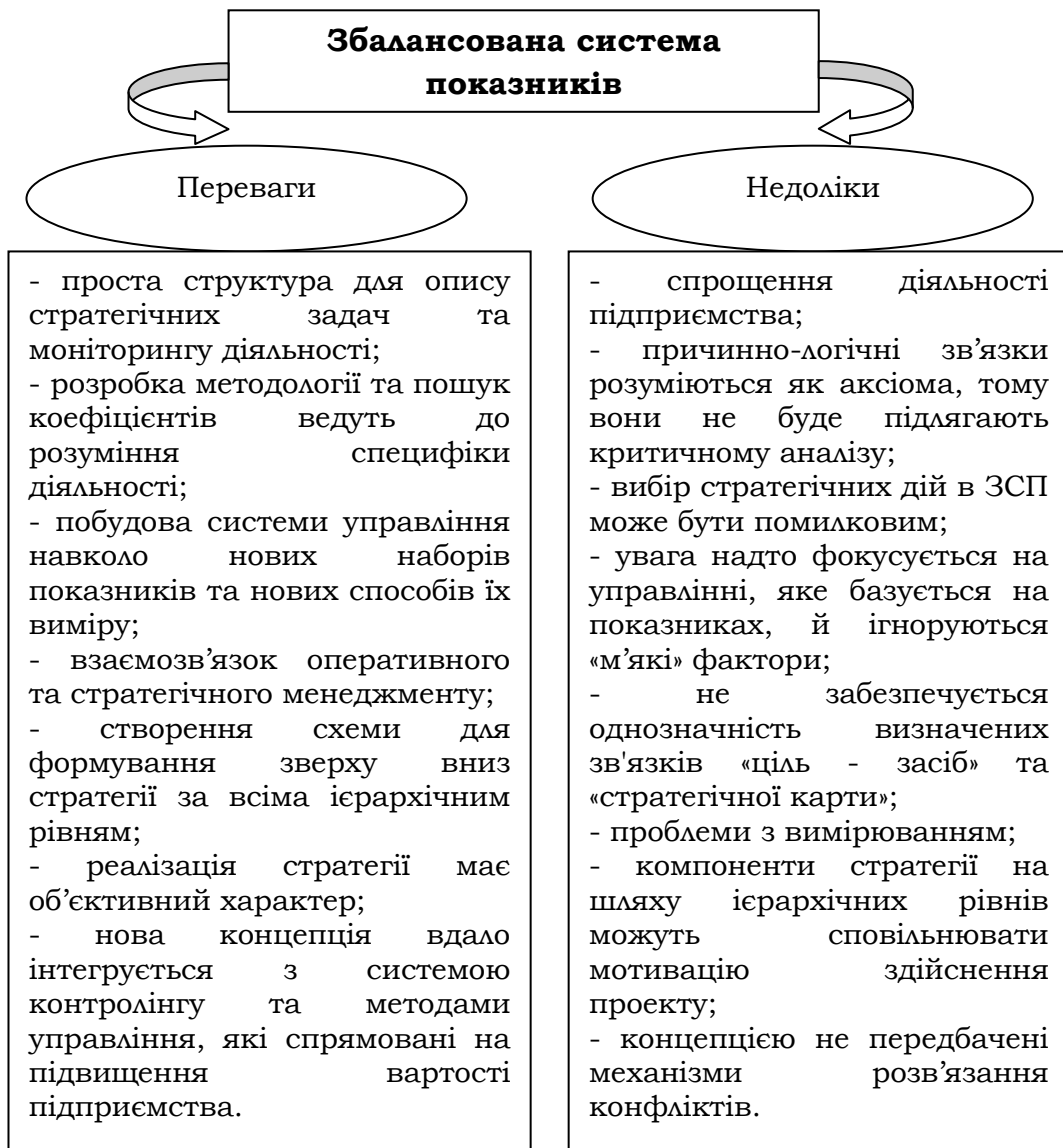 Збалансована система
показників
Переваги
Недоліки
- проста структура для опису
стратегічних задач та
моніторингу діяльності;
- розробка методології та пошук
коефіцієнтів ведуть до
розуміння специфіки
діяльності;
- побудова системи управління
навколо нових наборів
показників та нових способів їх
виміру;
- взаємозв’язок оперативного
та стратегічного менеджменту;
- створення схеми для
формування зверху вниз
стратегії за всіма ієрархічним
рівням;
- реалізація стратегії має
об’єктивний характер;
- нова концепція вдало
інтегрується з системою
контролінгу та методами
управління, які спрямовані на
підвищення вартості
підприємства.
- спрощення діяльності
підприємства;
- причинно-логічні зв’язки
розуміються як аксіома, тому
вони не буде підлягають
критичному аналізу;
- вибір стратегічних дій в ЗСП
може бути помилковим;
- увага надто фокусується на
управлінні, яке базується на
показниках, й ігноруються
«м’які» фактори;
- не забезпечується
однозначність визначених
зв'язків «ціль - засіб» та
«стратегічної карти»;
- проблеми з вимірюванням;
- компоненти стратегії на
шляху ієрархічних рівнів
можуть сповільнювати
мотивацію здійснення
проекту;
- концепцією не передбачені
механізми розв’язання
конфліктів.